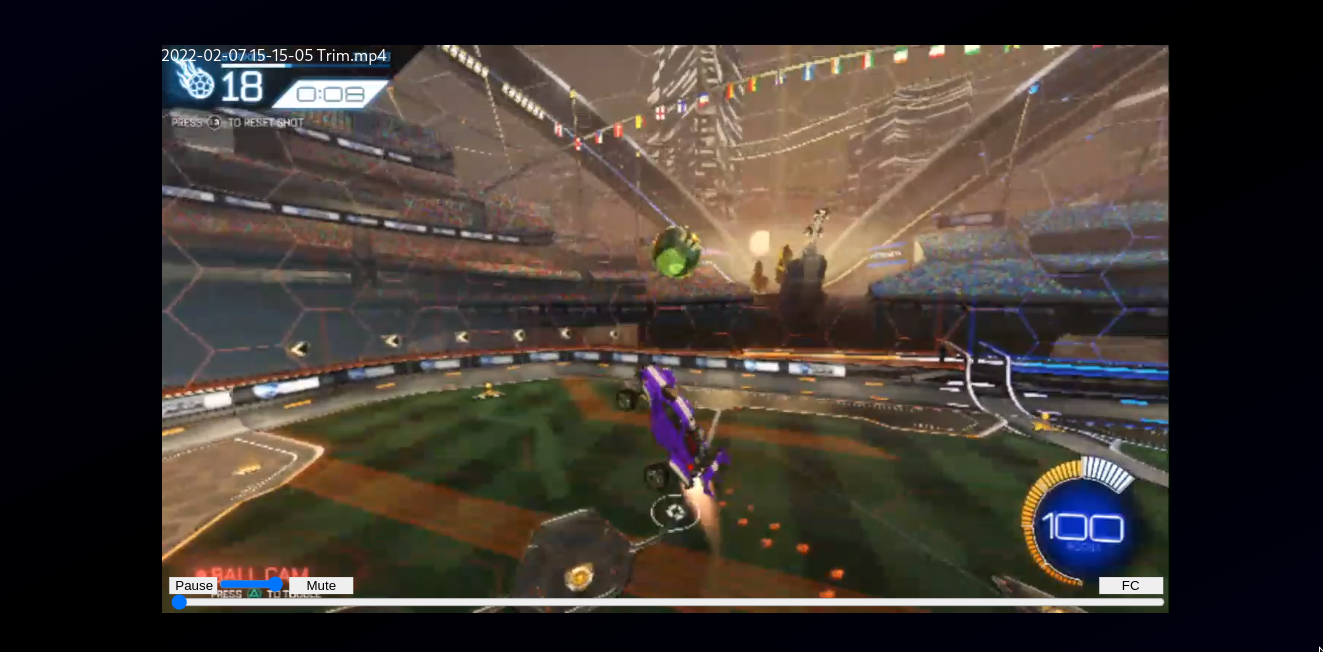 2022-02-07 15-15-05 Trim.mp4
18
0:08
PRESS TO RESET SHOT
100
BOOST
BALL CAM
Pause
Mute
FC
PRESS TO TOGGLE